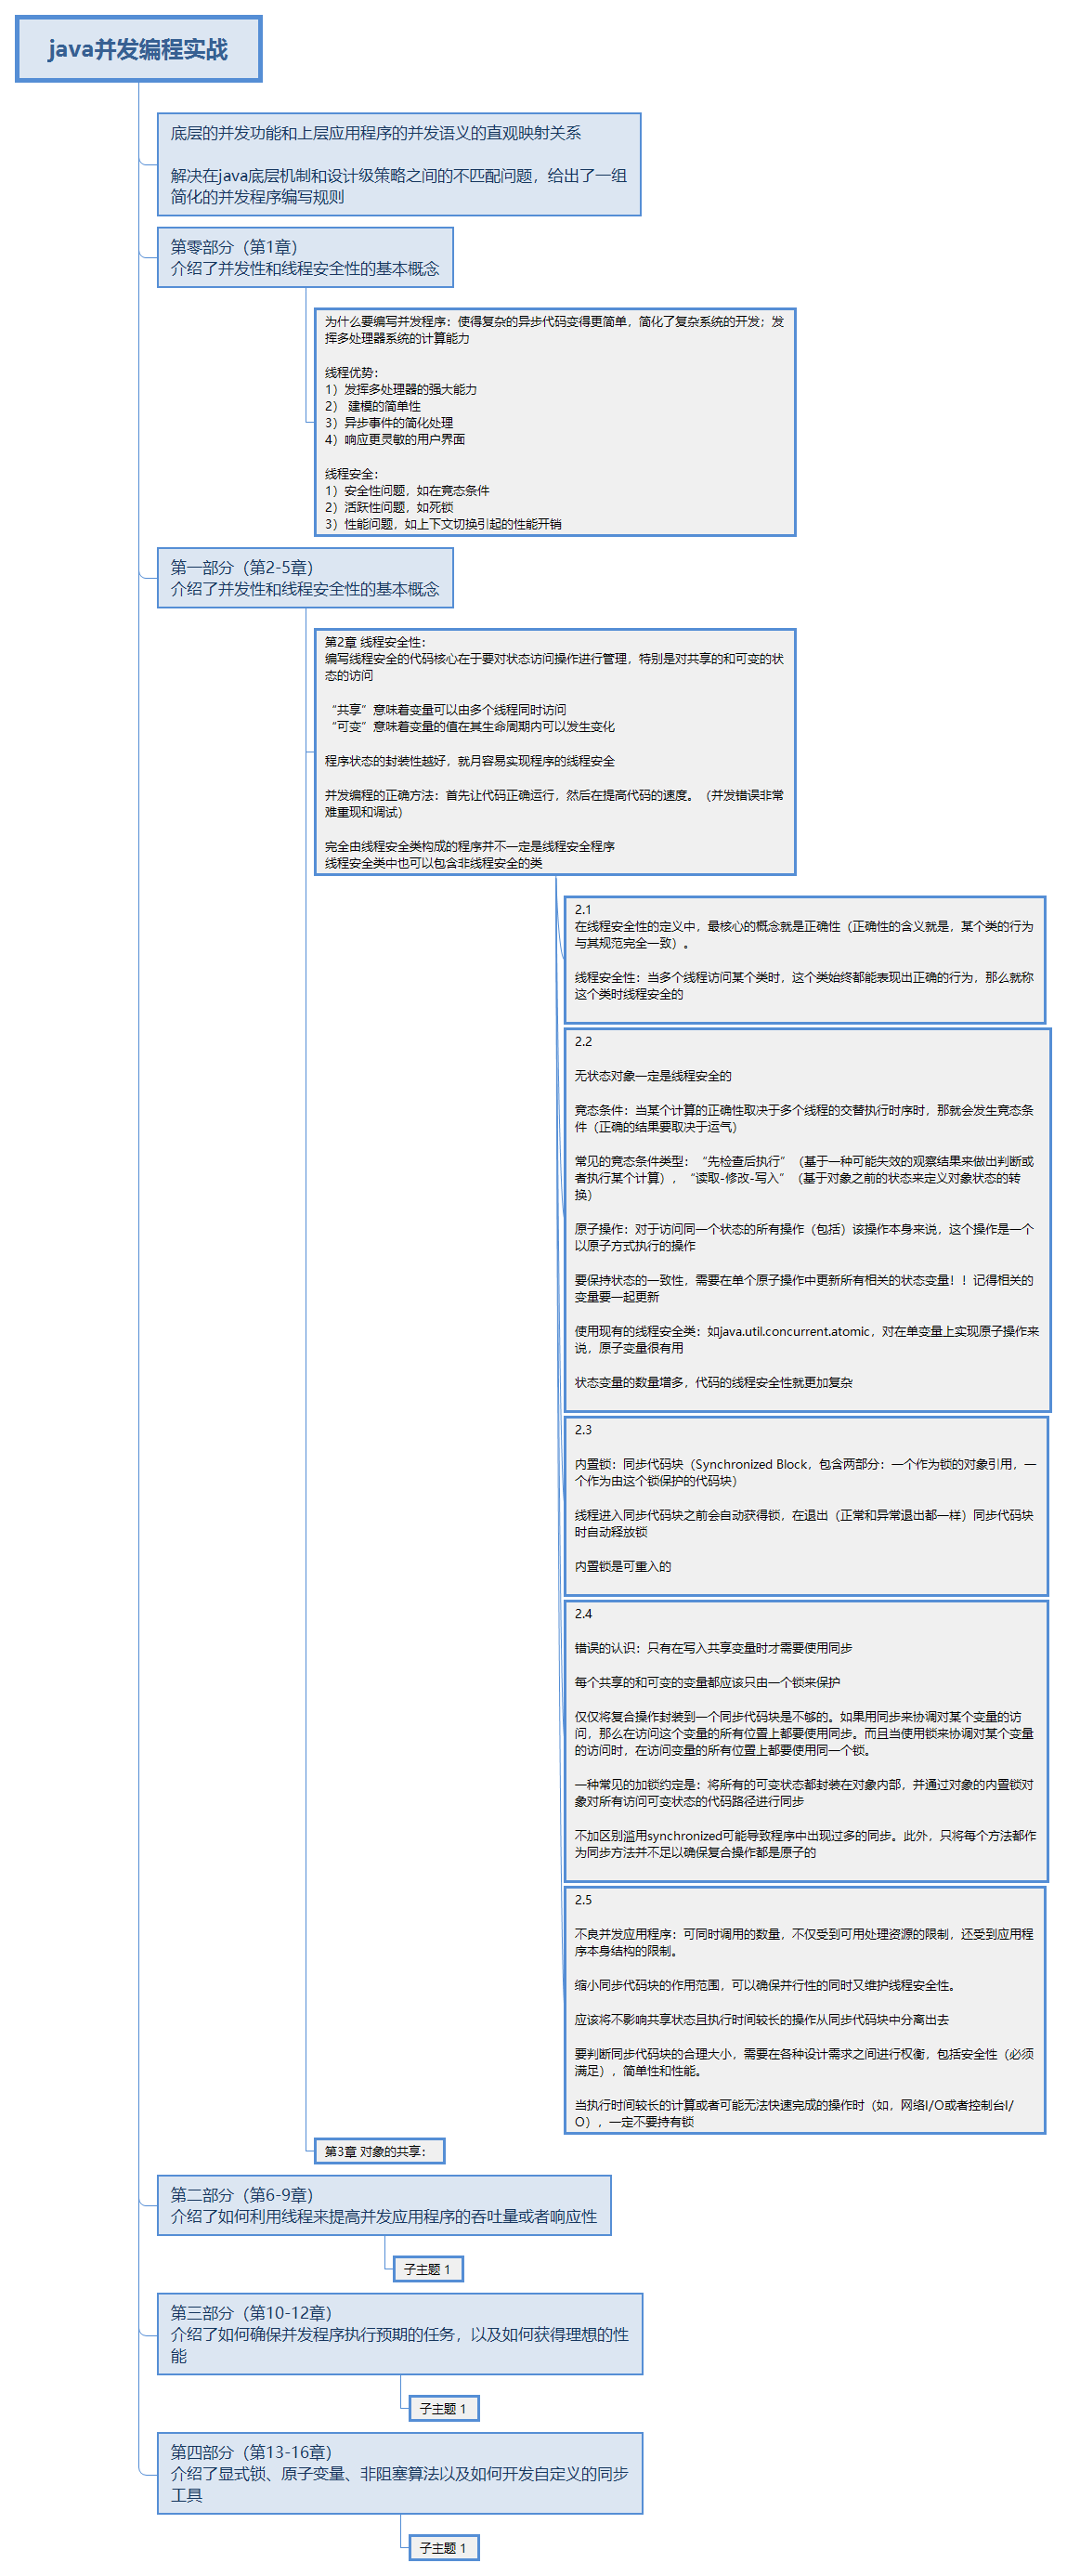 java并发编程实战
底层的并发功能和上层应用程序的并发语义的直观映射关系
解决在java底层机制和设计级策略之间的不匹配问题，给出了一组
简化的并发程序编写规则
第零部分（第1章）
介绍了并发性和线程安全性的基本概念
为什么要编写并发程序：使得复杂的异步代码变得更简单，简化了复杂系统的开发；发
挥多处理器系统的计算能力
线程优势：
1）发挥多处理器的强大能力
2） 建模的简单性
3）异步事件的简化处理
4）响应更灵敏的用户界面
线程安全：
1）安全性问题，如在竟态条件
2）活跃性问题，如死锁
3）性能问题，如上下文切换引起的性能开销
第一部分（第2-5章）
介绍了并发性和线程安全性的基本概念
第2章 线程安全性：
编写线程安全的代码核心在于要对状态访问操作进行管理，特别是对共享的和可变的状
态的访问
“共享”意味着变量可以由多个线程同时访问
“可变”意味着变量的值在其生命周期内可以发生变化
程序状态的封装性越好，就月容易实现程序的线程安全
并发编程的正确方法：首先让代码正确运行，然后在提高代码的速度。（并发错误非常
难重现和调试）
完全由线程安全类构成的程序并不一定是线程安全程序
线程安全类中也可以包含非线程安全的类
2.1
在线程安全性的定义中，最核心的概念就是正确性（正确性的含义就是，某个类的行为
与其规范完全一致）。
线程安全性：当多个线程访问某个类时，这个类始终都能表现出正确的行为，那么就称
这个类时线程安全的
2.2
无状态对象一定是线程安全的
竟态条件：当某个计算的正确性取决于多个线程的交替执行时序时，那就会发生竟态条
件（正确的结果要取决于运气）
常见的竟态条件类型：“先检查后执行”（基于一种可能失效的观察结果来做出判断或
者执行某个计算），“读取-修改-写入”（基于对象之前的状态来定义对象状态的转
换）
原子操作：对于访问同一个状态的所有操作（包括）该操作本身来说，这个操作是一个
以原子方式执行的操作
要保持状态的一致性，需要在单个原子操作中更新所有相关的状态变量！！记得相关的
变量要一起更新
使用现有的线程安全类：如java.util.concurrent.atomic，对在单变量上实现原子操作来
说，原子变量很有用
状态变量的数量增多，代码的线程安全性就更加复杂
2.3
内置锁：同步代码块（Synchronized Block，包含两部分：一个作为锁的对象引用，一
个作为由这个锁保护的代码块）
线程进入同步代码块之前会自动获得锁，在退出（正常和异常退出都一样）同步代码块
时自动释放锁
内置锁是可重入的
2.4
错误的认识：只有在写入共享变量时才需要使用同步
每个共享的和可变的变量都应该只由一个锁来保护
仅仅将复合操作封装到一个同步代码块是不够的。如果用同步来协调对某个变量的访
问，那么在访问这个变量的所有位置上都要使用同步。而且当使用锁来协调对某个变量
的访问时，在访问变量的所有位置上都要使用同一个锁。
一种常见的加锁约定是：将所有的可变状态都封装在对象内部，并通过对象的内置锁对
象对所有访问可变状态的代码路径进行同步
不加区别滥用synchronized可能导致程序中出现过多的同步。此外，只将每个方法都作
为同步方法并不足以确保复合操作都是原子的
2.5
不良并发应用程序：可同时调用的数量，不仅受到可用处理资源的限制，还受到应用程
序本身结构的限制。
缩小同步代码块的作用范围，可以确保并行性的同时又维护线程安全性。
应该将不影响共享状态且执行时间较长的操作从同步代码块中分离出去
要判断同步代码块的合理大小，需要在各种设计需求之间进行权衡，包括安全性（必须
满足），简单性和性能。
当执行时间较长的计算或者可能无法快速完成的操作时（如，网络I/O或者控制台I/
O），一定不要持有锁
第3章 对象的共享：
第二部分（第6-9章）
介绍了如何利用线程来提高并发应用程序的吞吐量或者响应性
子主题 1
第三部分（第10-12章）
介绍了如何确保并发程序执行预期的任务，以及如何获得理想的性
能
子主题 1
第四部分（第13-16章）
介绍了显式锁、原子变量、非阻塞算法以及如何开发自定义的同步
工具
子主题 1